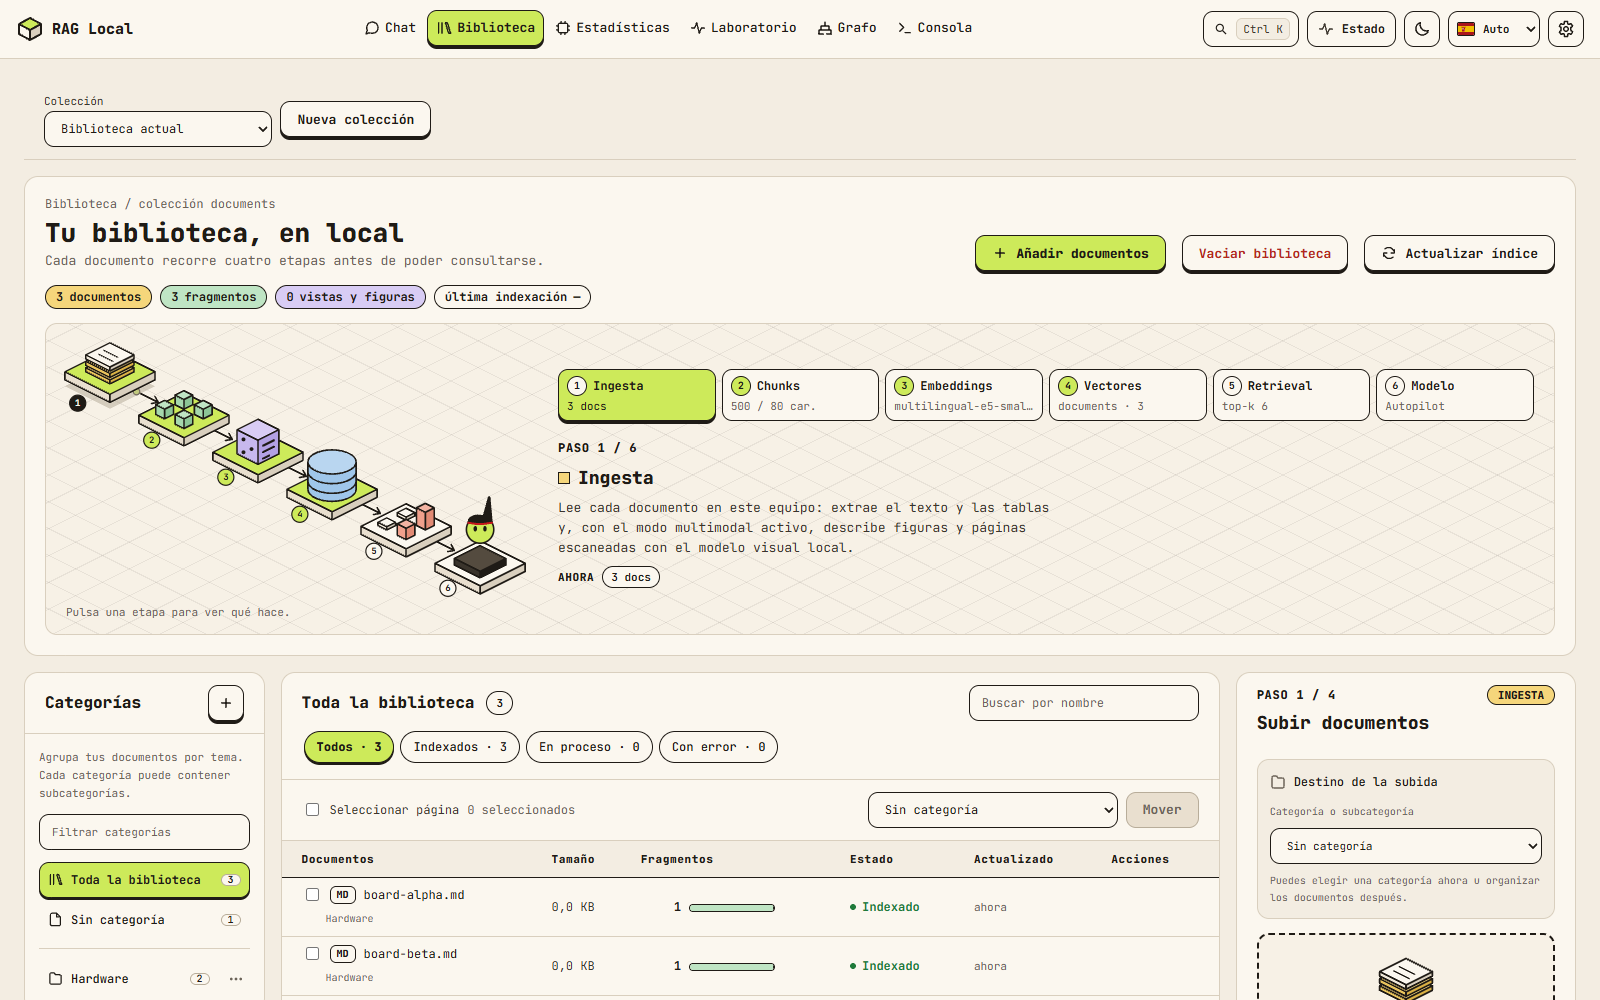 RAG Local
Chat
Biblioteca
Estadísticas
Laboratorio
Grafo
Consola
Ctrl K
Estado
Auto
Colección
Biblioteca actual
Nueva colección
Biblioteca / colección documents
Tu biblioteca, en local
Cada documento recorre cuatro etapas antes de poder consultarse.
Añadir documentos
Vaciar biblioteca
Actualizar índice
3 documentos
3 fragmentos
0 vistas y figuras
última indexación —
1
2
3
4
5
6
Pulsa una etapa para ver qué hace.
1 Ingesta
3 docs
2 Chunks
500 / 80 car.
3 Embeddings
multilingual-e5-smal…
4 Vectores
documents · 3
5 Retrieval
top-k 6
6 Modelo
Autopilot
PASO 1 / 6
Ingesta
Lee cada documento en este equipo: extrae el texto y las tablas
y, con el modo multimodal activo, describe figuras y páginas
escaneadas con el modelo visual local.
AHORA 3 docs
Categorías
Agrupa tus documentos por tema.
Cada categoría puede contener
subcategorías.
Filtrar categorías
Toda la biblioteca 3
Sin categoría 1
Hardware 2
Toda la biblioteca 3
Buscar por nombre
Todos · 3
Indexados · 3
En proceso · 0
Con error · 0
Seleccionar página 0 seleccionados
Sin categoría
Mover
Documentos Tamaño Fragmentos Estado Actualizado Acciones
MD board-alpha.md 0,0 KB 1 Indexado ahora
Hardware
MD board-beta.md 0,0 KB 1 Indexado ahora
Hardware
PASO 1 / 4
INGESTA
Subir documentos
Destino de la subida
Categoría o subcategoría
Sin categoría
Puedes elegir una categoría ahora u organizar
los documentos después.